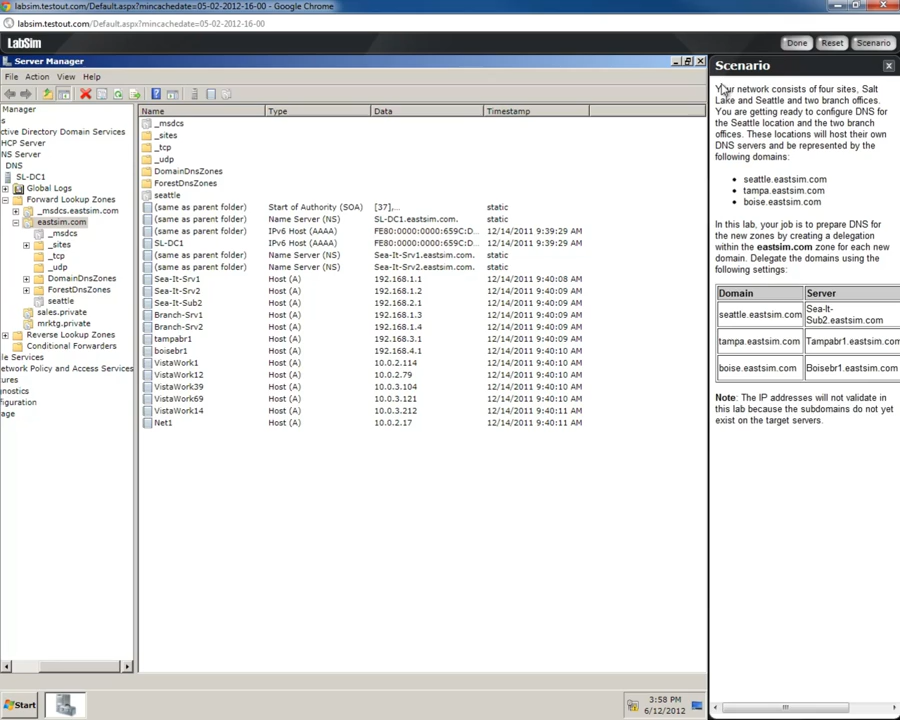 labsim.testout.com/Default.aspx?mincachedate=05-02-2012-16-00 - Google Chrome
labsim.testout.com/Default.aspx?mincachedate=05-02-2012-16-00
LabSim
Done Reset Scenario
Server Manager
File Action View Help
Manager
s
ctive Directory Domain Services
HCP Server
NS Server
DNS
SL-DC1
Global Logs
Forward Lookup Zones
_msdcs.eastsim.com
eastsim.com
_msdcs
_sites
_tcp
_udp
DomainDnsZones
ForestDnsZones
seattle
sales.private
mrktg.private
Reverse Lookup Zones
Conditional Forwarders
le Services
etwork Policy and Access Services
ures
gnostics
figuration
age
Name Type Data Timestamp
_msdcs
_sites
_tcp
_udp
DomainDnsZones
ForestDnsZones
seattle
(same as parent folder) Start of Authority (SOA) [37],... static
(same as parent folder) Name Server (NS) SL-DC1.eastsim.com. static
(same as parent folder) IPv6 Host (AAAA) FE80:0000:0000:659C:D... 12/14/2011 9:39:29 AM
SL-DC1 IPv6 Host (AAAA) FE80:0000:0000:659C:D... 12/14/2011 9:39:29 AM
(same as parent folder) Name Server (NS) Sea-It-Srv1.eastsim.com. static
(same as parent folder) Name Server (NS) Sea-It-Srv2.eastsim.com. static
Sea-It-Srv1 Host (A) 192.168.1.1 12/14/2011 9:40:08 AM
Sea-It-Srv2 Host (A) 192.168.1.2 12/14/2011 9:40:10 AM
Sea-It-Sub2 Host (A) 192.168.2.1 12/14/2011 9:40:10 AM
Branch-Srv1 Host (A) 192.168.1.3 12/14/2011 9:40:10 AM
Branch-Srv2 Host (A) 192.168.1.4 12/14/2011 9:40:10 AM
tampabr1 Host (A) 192.168.3.1 12/14/2011 9:40:10 AM
boisebr1 Host (A) 192.168.4.1 12/14/2011 9:40:10 AM
VistaWork1 Host (A) 10.0.2.114 12/14/2011 9:40:10 AM
VistaWork12 Host (A) 10.0.2.79 12/14/2011 9:40:10 AM
VistaWork39 Host (A) 10.0.3.104 12/14/2011 9:40:10 AM
VistaWork69 Host (A) 10.0.3.121 12/14/2011 9:40:10 AM
VistaWork14 Host (A) 10.0.3.212 12/14/2011 9:40:11 AM
Net1 Host (A) 10.0.2.17 12/14/2011 9:40:11 AM
Scenario
Your network consists of four sites, Salt
Lake and Seattle and two branch offices.
You are getting ready to configure DNS for
the Seattle location and the two branch
offices. These locations will host their own
DNS servers and be represented by the
following domains:
• seattle.eastsim.com
• tampa.eastsim.com
• boise.eastsim.com
In this lab, your job is to prepare DNS for
the new zones by creating a delegation
within the eastsim.com zone for each new
domain. Delegate the domains using the
following settings:
Domain Server
seattle.eastsim.com Sea-It-
Sub2.eastsim.com
tampa.eastsim.com Tampabr1.eastsim.com
boise.eastsim.com Boisebr1.eastsim.com
Note: The IP addresses will not validate in
this lab because the subdomains do not yet
exist on the target servers.
Start
3:58 PM
6/12/2012